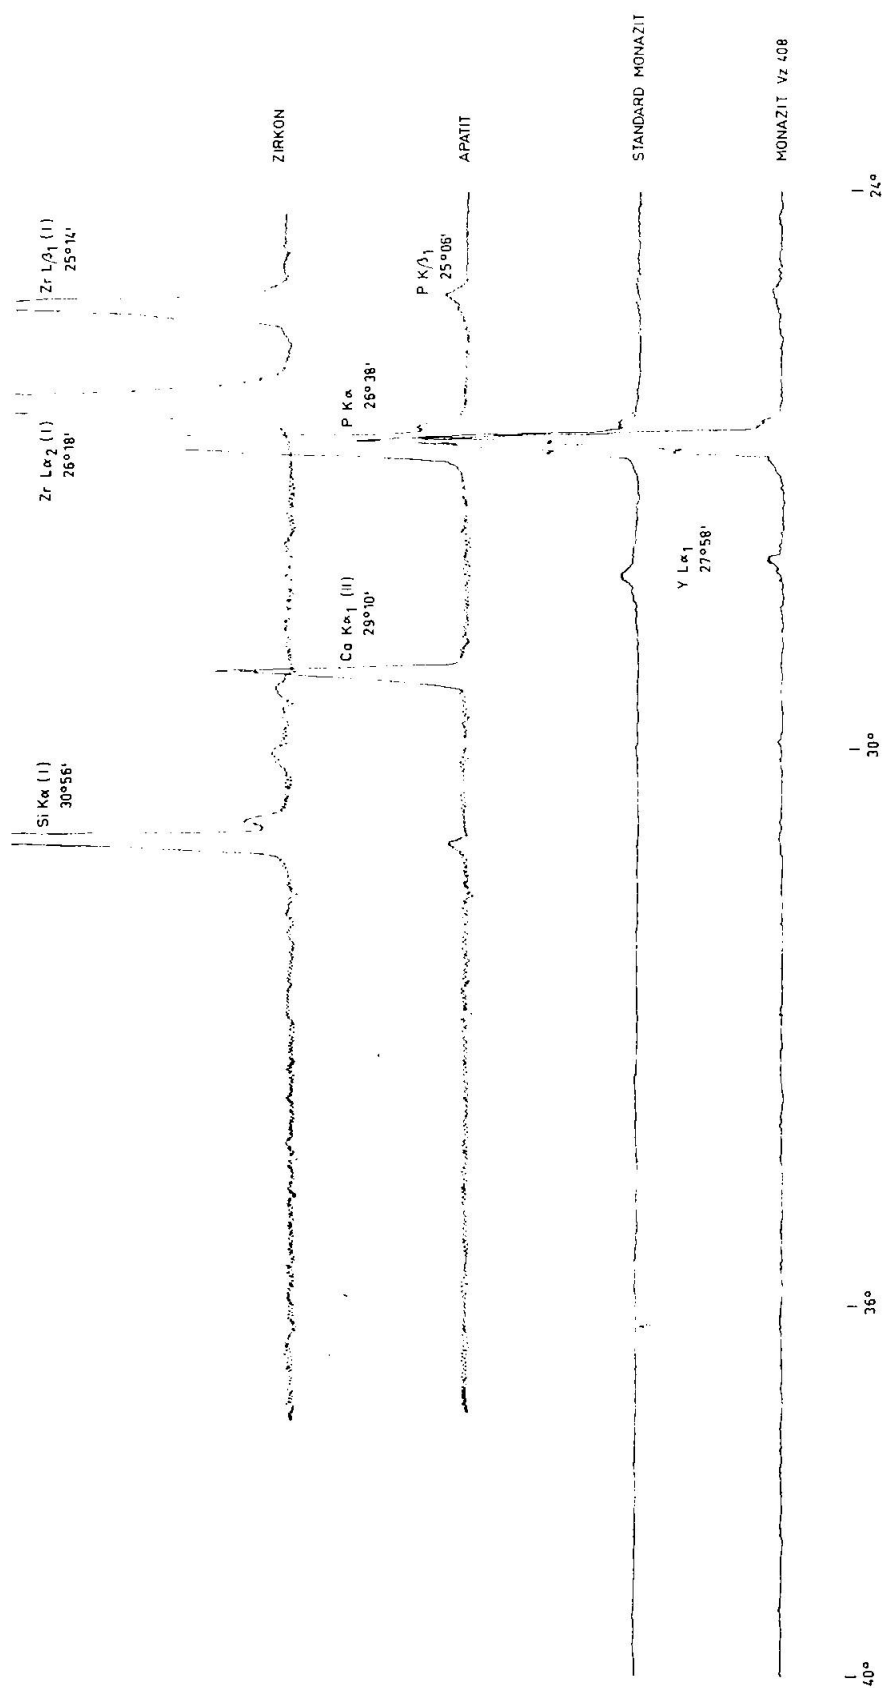 Si Kα (I)
30°56'
Zr Lα2 (I)
26°18'
Zr Lβ1 (I)
25°14'
ZIRKON
Ca Kα1 (II)
29°10'
P Kα
26°38'
P Kβ1
25°06'
APATIT
STANDARD MONAZIT
Y Lα1
27°58'
MONAZIT Vz 408
40°
36°
30°
24°